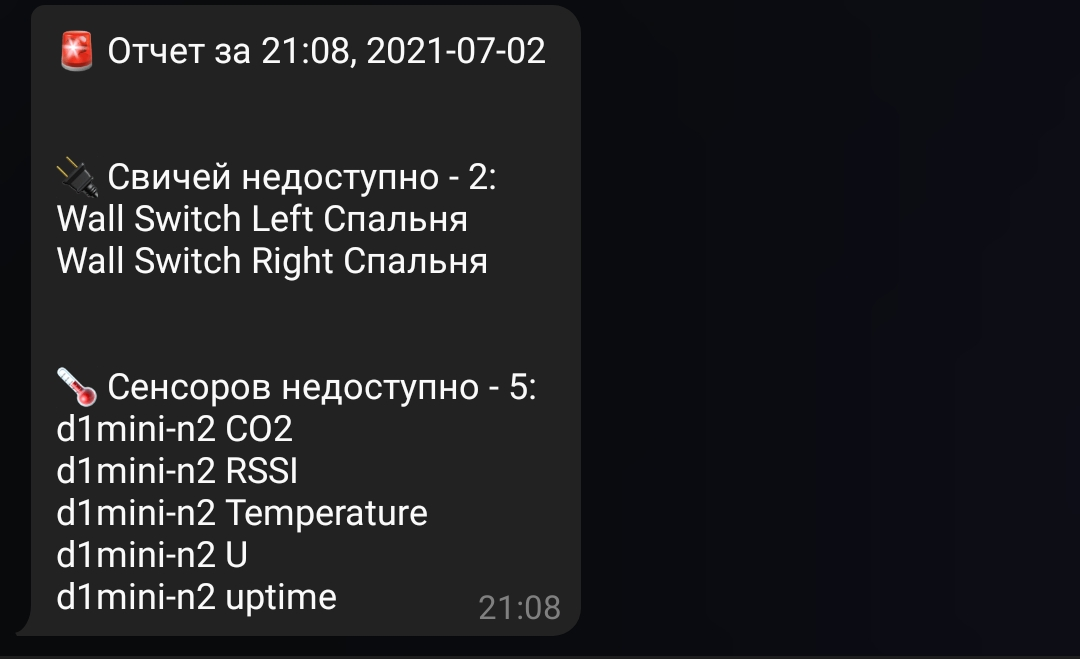 🚨 Отчет за 21:08, 2021-07-02
🔌 Свичей недоступно - 2:
Wall Switch Left Спальня
Wall Switch Right Спальня
🌡 Сенсоров недоступно - 5:
d1mini-n2 CO2
d1mini-n2 RSSI
d1mini-n2 Temperature
d1mini-n2 U
d1mini-n2 uptime
21:08